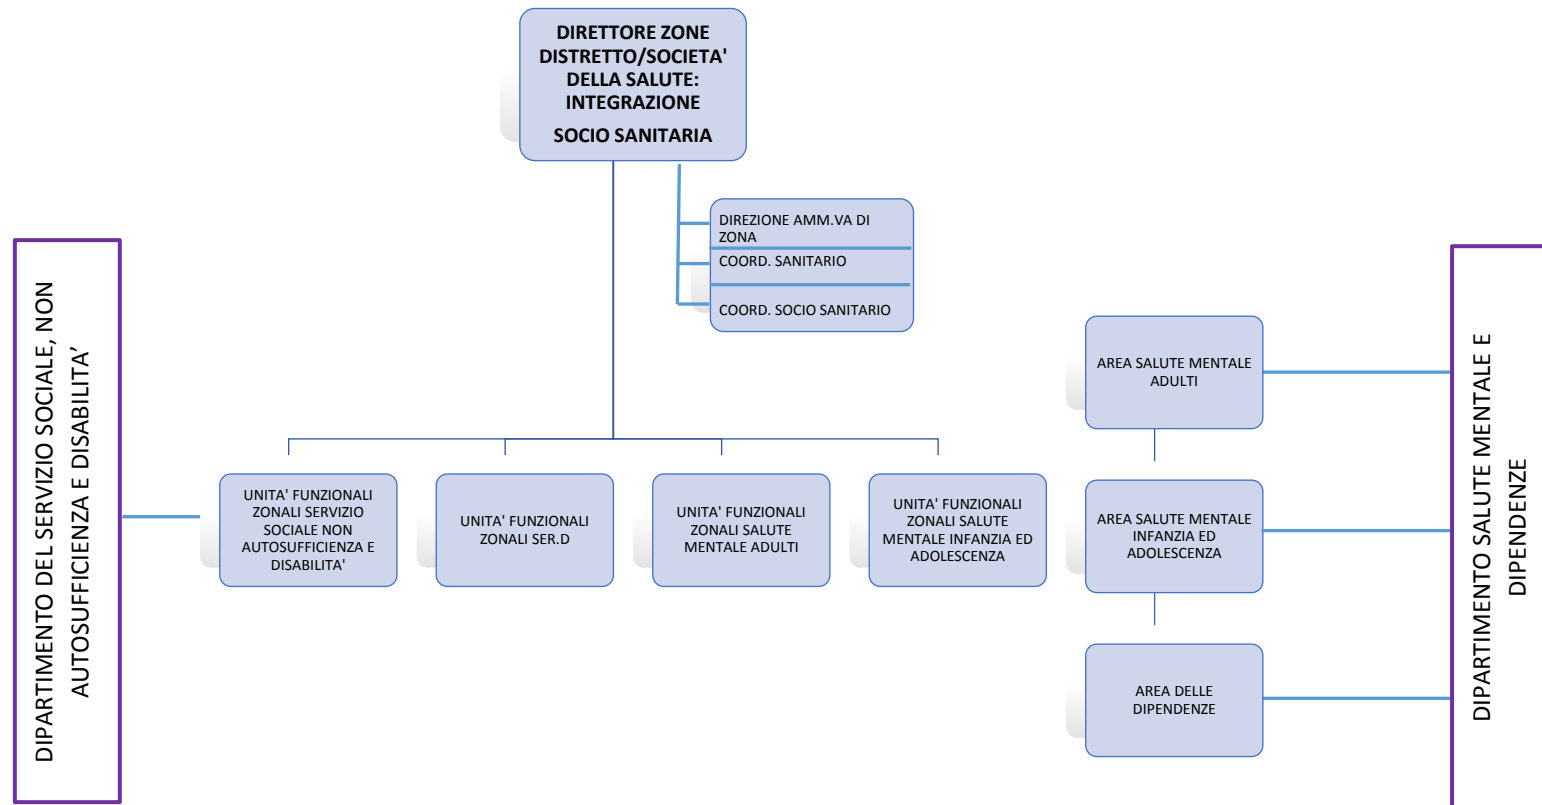 DIRETTORE ZONE
DISTRETTO/SOCIETA'
DELLA SALUTE:
INTEGRAZIONE
SOCIO SANITARIA
DIREZIONE AMM.VA DI
ZONA
COORD. SANITARIO
COORD. SOCIO SANITARIO
DIPARTIMENTO DEL SERVIZIO SOCIALE, NON
AUTOSUFFICIENZA E DISABILITA’
UNITA' FUNZIONALI
ZONALI SERVIZIO
SOCIALE NON
AUTOSUFFICIENZA E
DISABILITA'
UNITA' FUNZIONALI
ZONALI SER.D
UNITA' FUNZIONALI
ZONALI SALUTE
MENTALE ADULTI
UNITA' FUNZIONALI
ZONALI SALUTE
MENTALE INFANZIA ED
ADOLESCENZA
AREA SALUTE MENTALE
ADULTI
AREA SALUTE MENTALE
INFANZIA ED
ADOLESCENZA
AREA DELLE
DIPENDENZE
DIPARTIMENTO SALUTE MENTALE E
DIPENDENZE